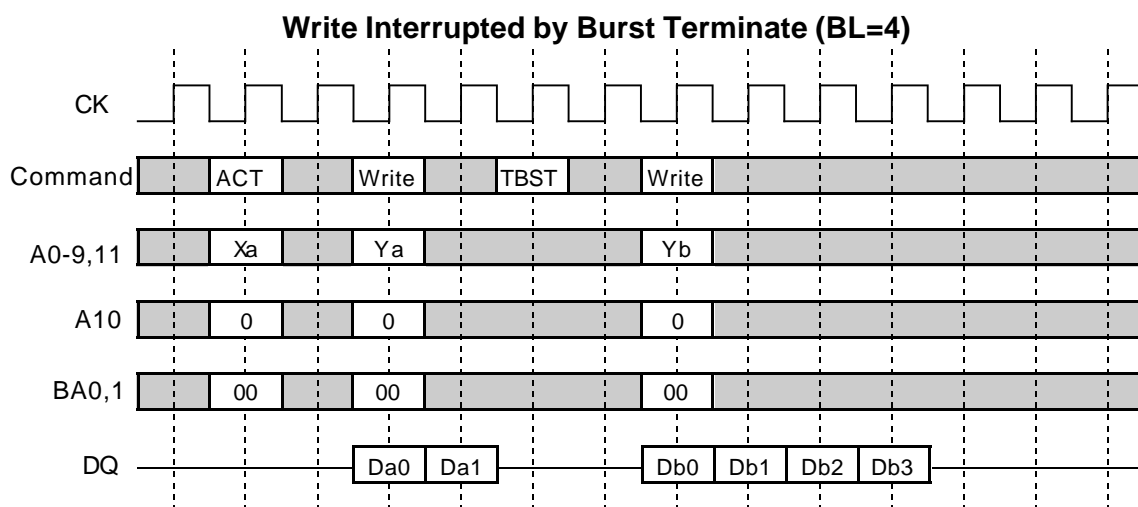 Write Interrupted by Burst Terminate (BL=4)
CK
Command ACT Write TBST Write
A0-9,11 Xa Ya Yb
A10 0 0 0
BA0,1 00 00 00
DQ Da0 Da1 Db0 Db1 Db2 Db3